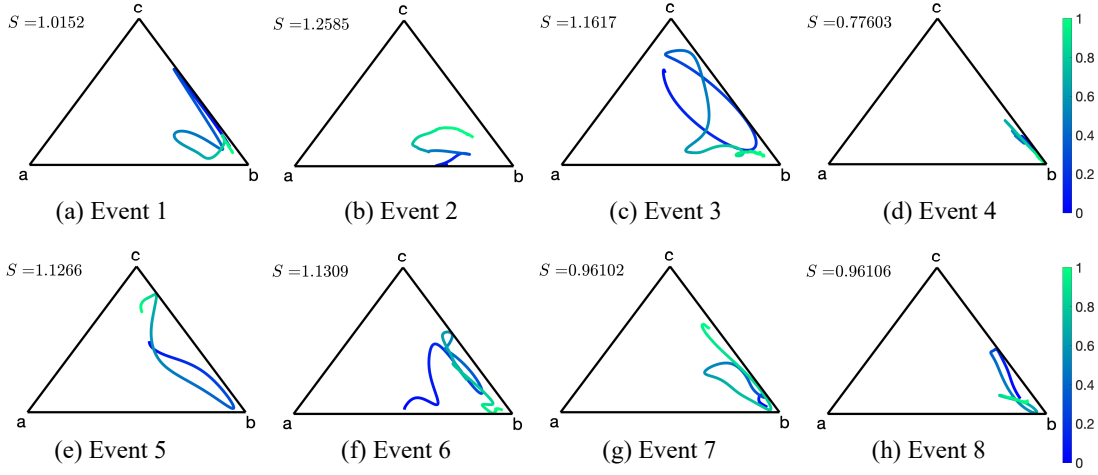 c c c c
S = 1.0152 S = 1.2585 S = 1.1617 S = 0.77603
1
0.8
0.6
0.4
0.2
0
a b a b a b a b
(a) Event 1 (b) Event 2 (c) Event 3 (d) Event 4
c c c c
S = 1.1266 S = 1.1309 S = 0.96102 S = 0.96106
1
0.8
0.6
0.4
0.2
0
a b a b a b a b
(e) Event 5 (f) Event 6 (g) Event 7 (h) Event 8